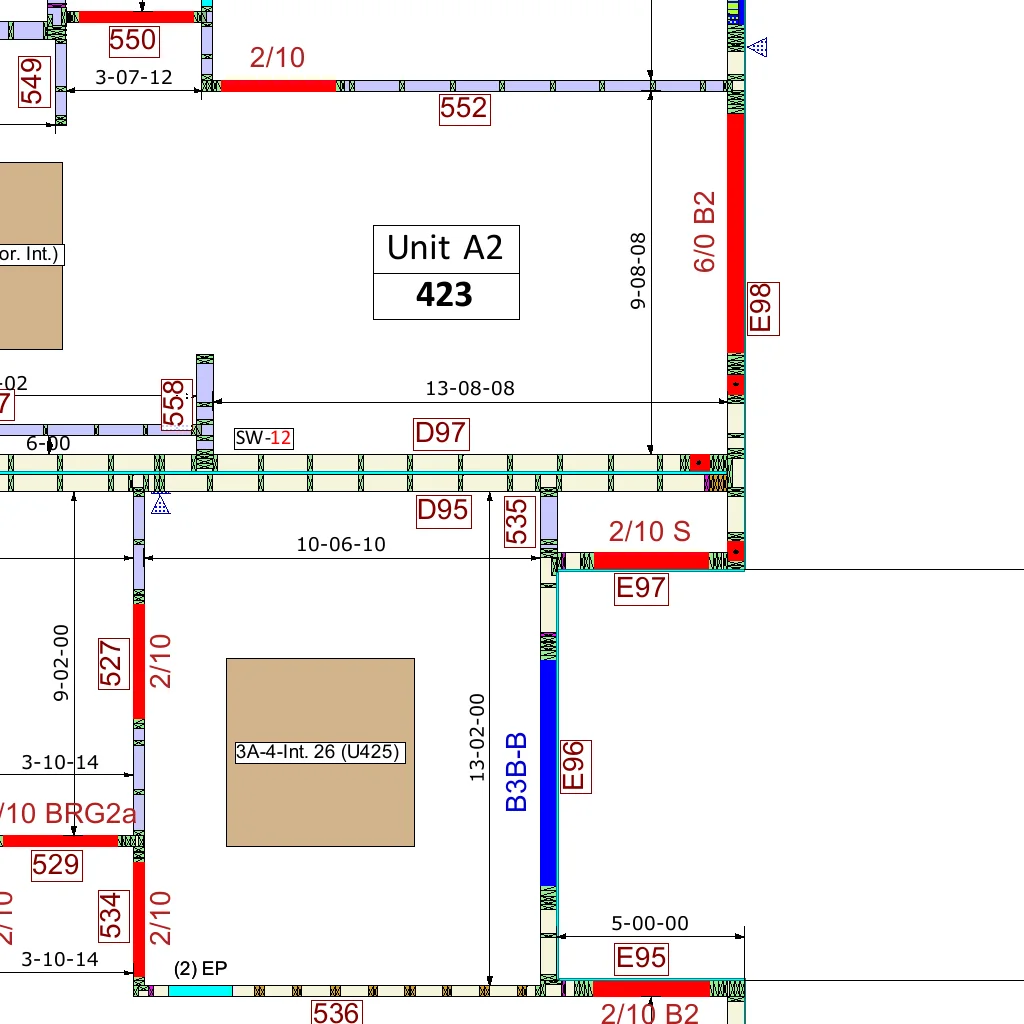 550
2/10
549
3-07-12
552
6/0 B2
or. Int.)
Unit A2
423
9-08-08
E98
-02
7
558
13-08-08
6-00
SW-12
D97
D95
535
2/10 S
10-06-10
E97
9-02-00
527
2/10
13-02-00
3A-4-Int. 26 (U425)
B3B-B
E96
3-10-14
/10 BRG2a
529
2/10
534
2/10
5-00-00
E95
3-10-14
(2) EP
536
2/10 B2